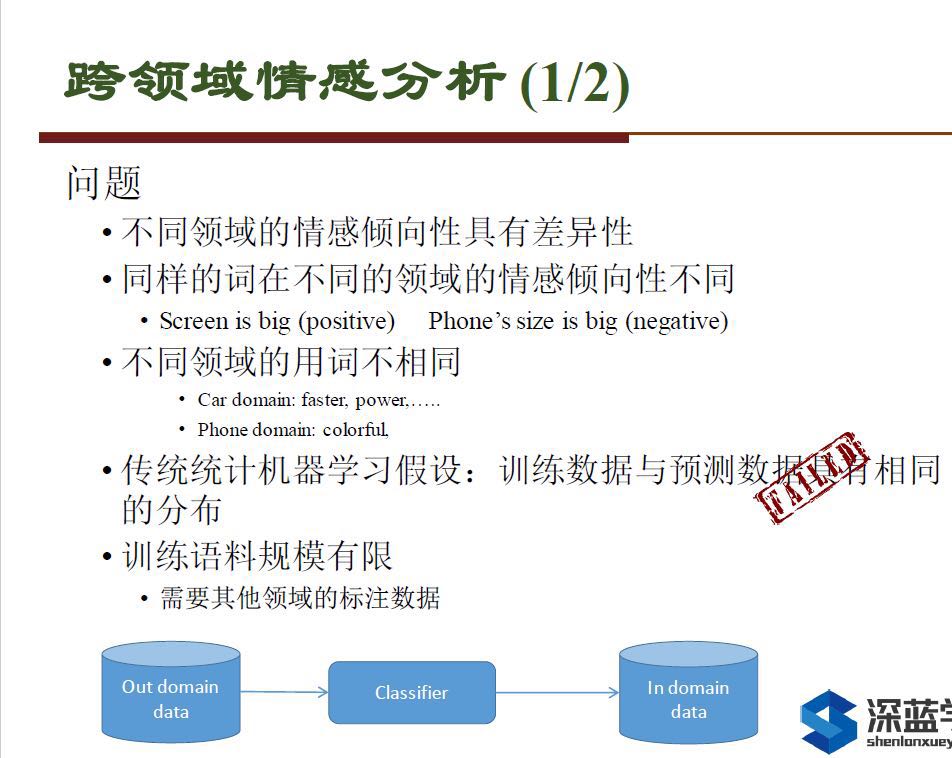 跨领域情感分析 (1/2)
问题
• 不同领域的情感倾向性具有差异性
• 同样的词在不同的领域的情感倾向性不同
• Screen is big (positive) Phone’s size is big (negative)
• 不同领域的用词不相同
• Car domain: faster, power,…..
• Phone domain: colorful,
• 传统统计机器学习假设：训练数据与预测数据具有相同
的分布
FAILED!
• 训练语料规模有限
• 需要其他领域的标注数据
Out domain
data
Classifier
In domain
data
深蓝学
shenlanxuey